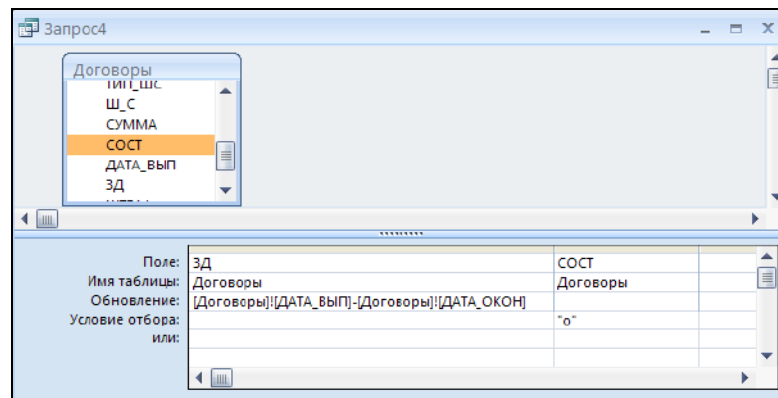 Запрос4
Договоры
Ш_С
СУММА
СОСТ
ДАТА_ВЫП
ЗД
Поле: ЗД СОСТ
Имя таблицы: Договоры Договоры
Обновление: [Договоры]![ДАТА_ВЫП]-[Договоры]![ДАТА_ОКОН]
Условие отбора: "о"
или: